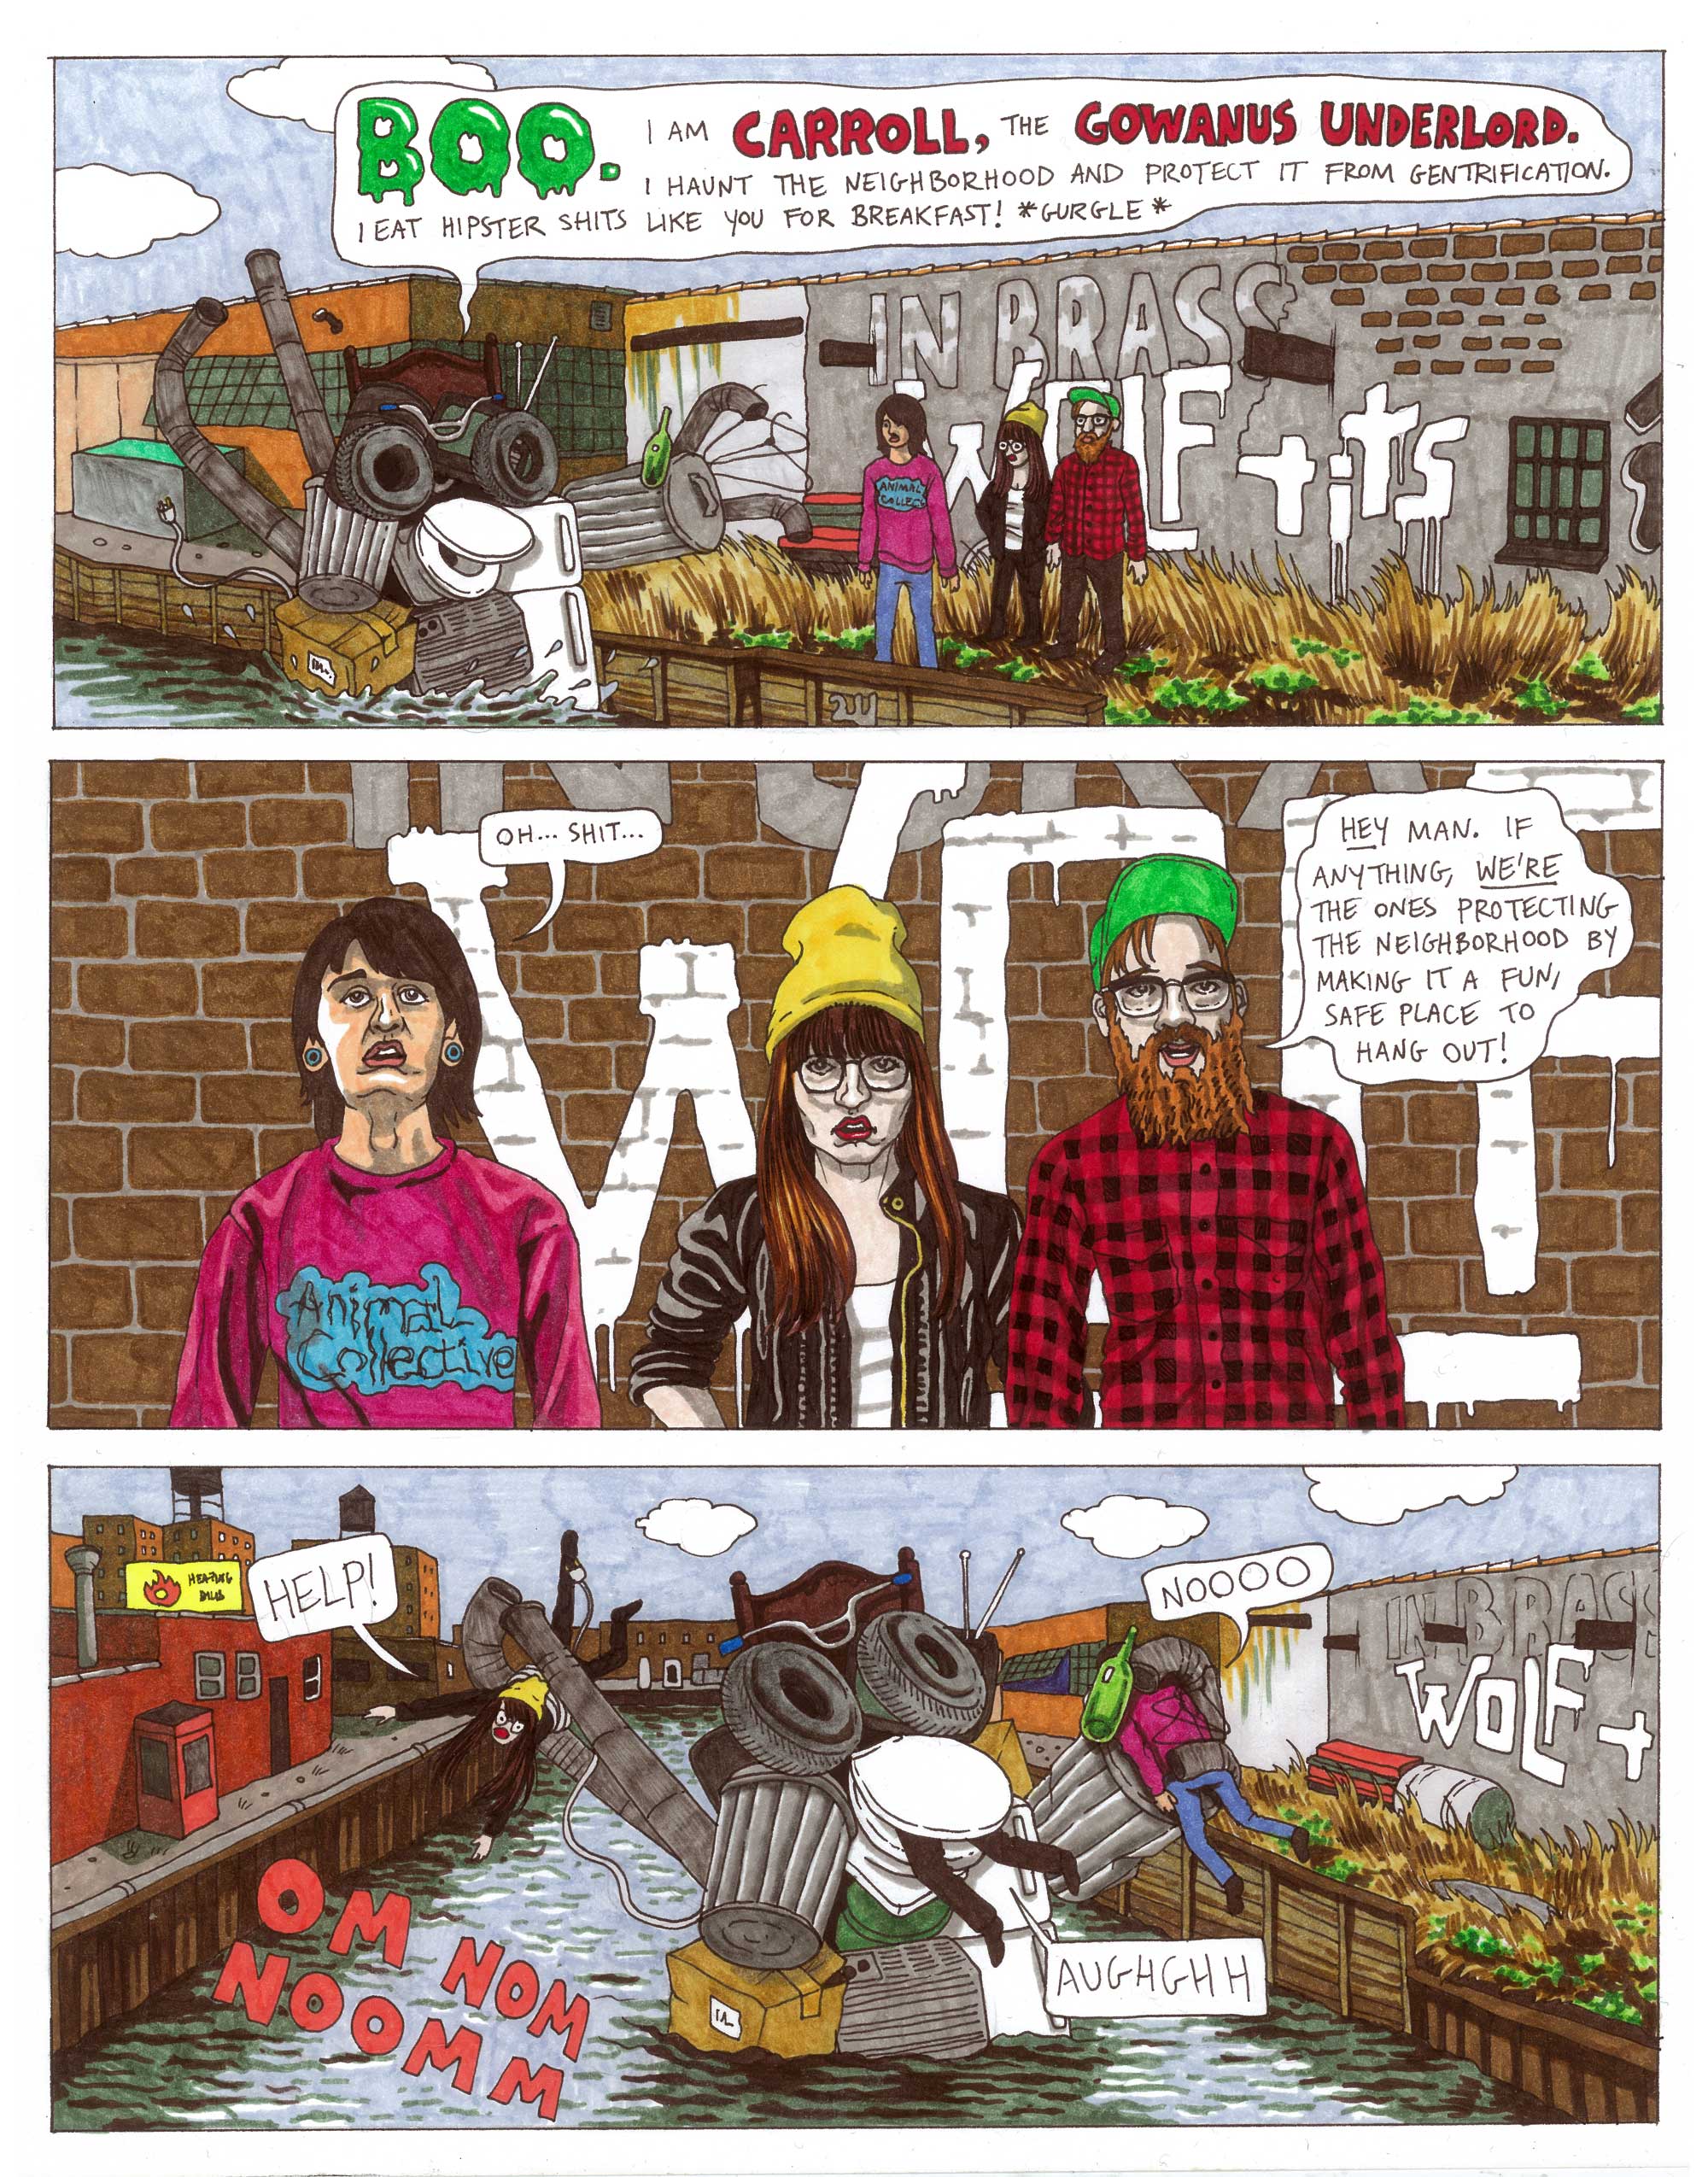 BOO. I AM CARROLL, THE GOWANUS UNDERLORD.
I HAUNT THE NEIGHBORHOOD AND PROTECT IT FROM GENTRIFICATION.
I EAT HIPSTER SHITS LIKE YOU FOR BREAKFAST! *GURGLE*
IN BRASS
WOLF + tits
ANIMAL
COLLEC
OH... SHIT...
HEY MAN. IF
ANYTHING, WE'RE
THE ONES PROTECTING
THE NEIGHBORHOOD BY
MAKING IT A FUN,
SAFE PLACE TO
HANG OUT!
Animal
Collective
HEATING
HELP!
NOOOO
IN BRASS
WOLF +
OM NOM
NOOMM
AUGHGHH